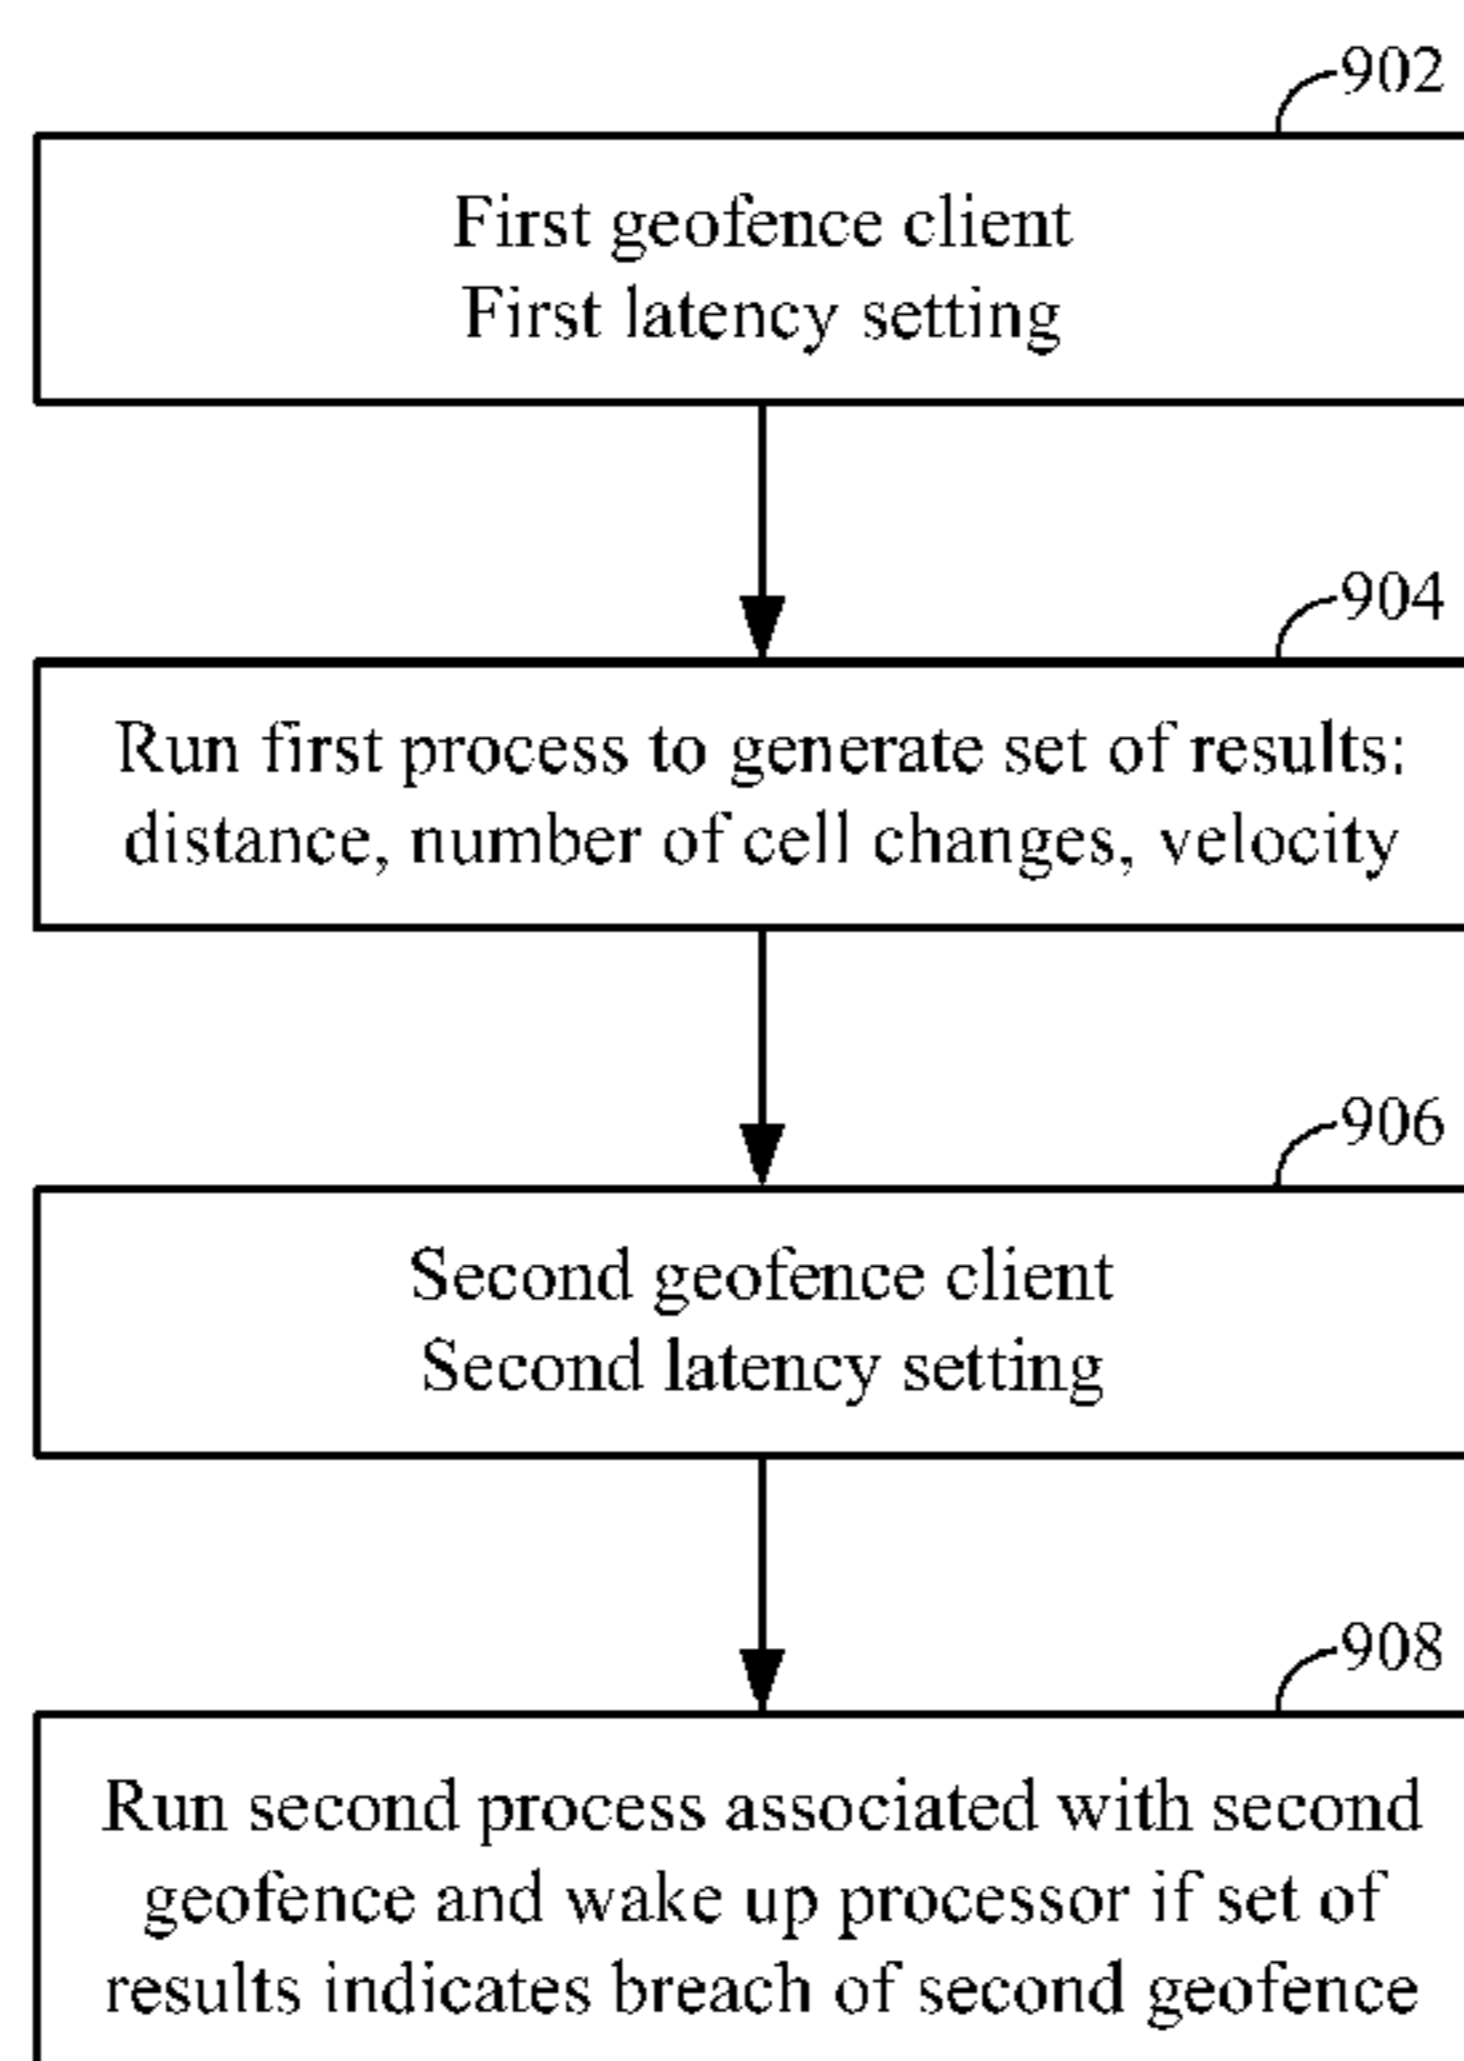 902
First geofence client
First latency setting
904
Run first process to generate set of results:
distance, number of cell changes, velocity
906
Second geofence client
Second latency setting
908
Run second process associated with second
geofence and wake up processor if set of
results indicates breach of second geofence